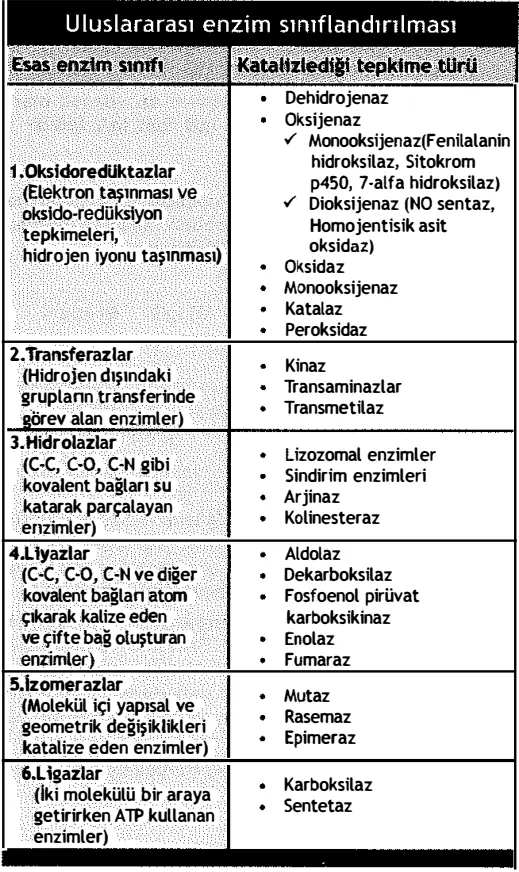 Uluslararası enzim sınıflandırılması
Esas enzim sınıfı
Katalizlediği tepkime türü
1.Oksidoredüktazlar
(Elektron taşınması ve
oksido-redüksiyon
tepkimeleri,
hidrojen iyonu taşınması)
• Dehidrojenaz
• Oksijenaz
✓ Monooksijenaz(Fenilalanin
hidroksilaz, Sitokrom
p450, 7-alfa hidroksilaz)
✓ Dioksijenaz (NO sentaz,
Homojentisik asit
oksidaz)
• Oksidaz
• Monooksijenaz
• Katalaz
• Peroksidaz
2.Transferazlar
(Hidrojen dışındaki
grupların transferinde
görev alan enzimler)
• Kinaz
• Transaminazlar
• Transmetilaz
3.Hidrolazlar
(C-C, C-O, C-N gibi
kovalent bağları su
katarak parçalayan
enzimler)
• Lizozomal enzimler
• Sindirim enzimleri
• Arjinaz
• Kolinesteraz
4.Liyazlar
(C-C, C-O, C-N ve diğer
kovalent bağları atom
çıkarak kalize eden
ve çifte bağ oluşturan
enzimler)
• Aldolaz
• Dekarboksilaz
• Fosfoenol pirüvat
karboksikinaz
• Enolaz
• Fumaraz
5.İzomerazlar
(Molekül içi yapısal ve
geometrik değişiklikleri
katalize eden enzimler)
• Mutaz
• Rasemaz
• Epimeraz
6.Ligazlar
(İki molekülü bir araya
getirirken ATP kullanan
enzimler)
• Karboksilaz
• Sentetaz